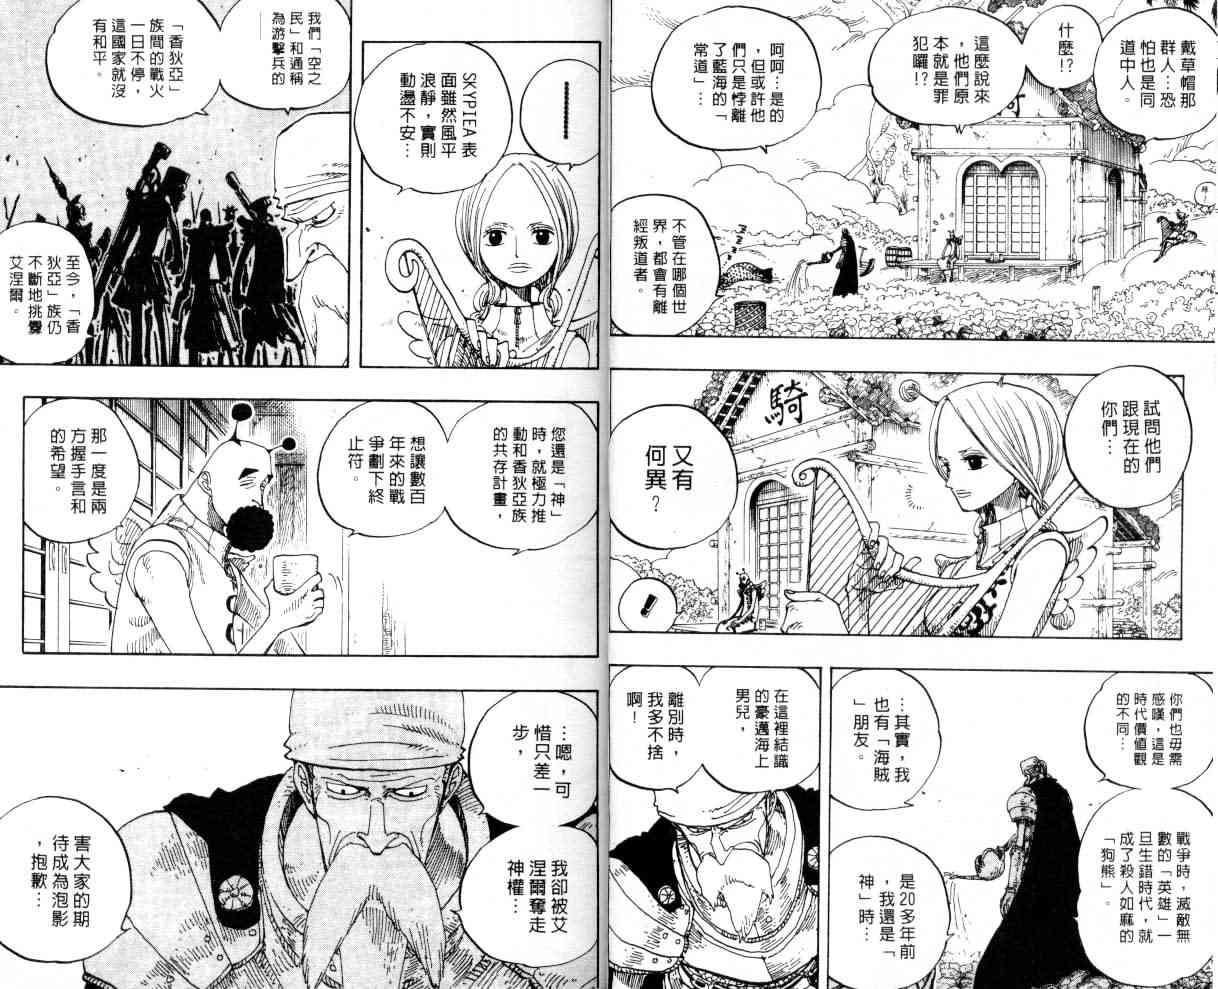 戴草帽那
群人…恐
怕也是同
道中人。
什麼!?
這麼說來
，他們原
本就是罪
犯囉!?
呵呵…是的
，但或許他
們只是悖離
了藍海的「
常道」…
不管在哪個世
界，都會有離
經叛道者。
騎
試問他們
跟現在的
你們…
又有
何異?
!
你們也毋需
感嘆，這是
時代價值觀
的不同…
戰爭時，滅敵無
數的「英雄」一
旦生錯時代，就
成了殺人如麻的
「狗熊」。
…其實，我
也有「海賊
」朋友。
是20多年前
，我還是「
神」時…
在這裡結識
的豪邁海上
男兒，
離別時，
我多不捨
啊!
…………
SKYPIEA 表
面雖然風平
浪靜，實則
動盪不安…
我們「空之
民」和通稱
為游擊兵的
——
「香狄亞」
族間的戰火
一日不停，
這國家就沒
有和平。
至今，「香
狄亞」族仍
不斷地挑釁
艾涅爾。
您還是「神」
時，就極力推
動和香狄亞族
的共存計畫，
想讓數百
年來的戰
爭劃下終
止符。
那一度是兩
方握手言和
的希望。
…嗯，可
惜只差一
步，
我卻被艾
涅爾奪走
神權…
害大家的期
待成為泡影
，抱歉…